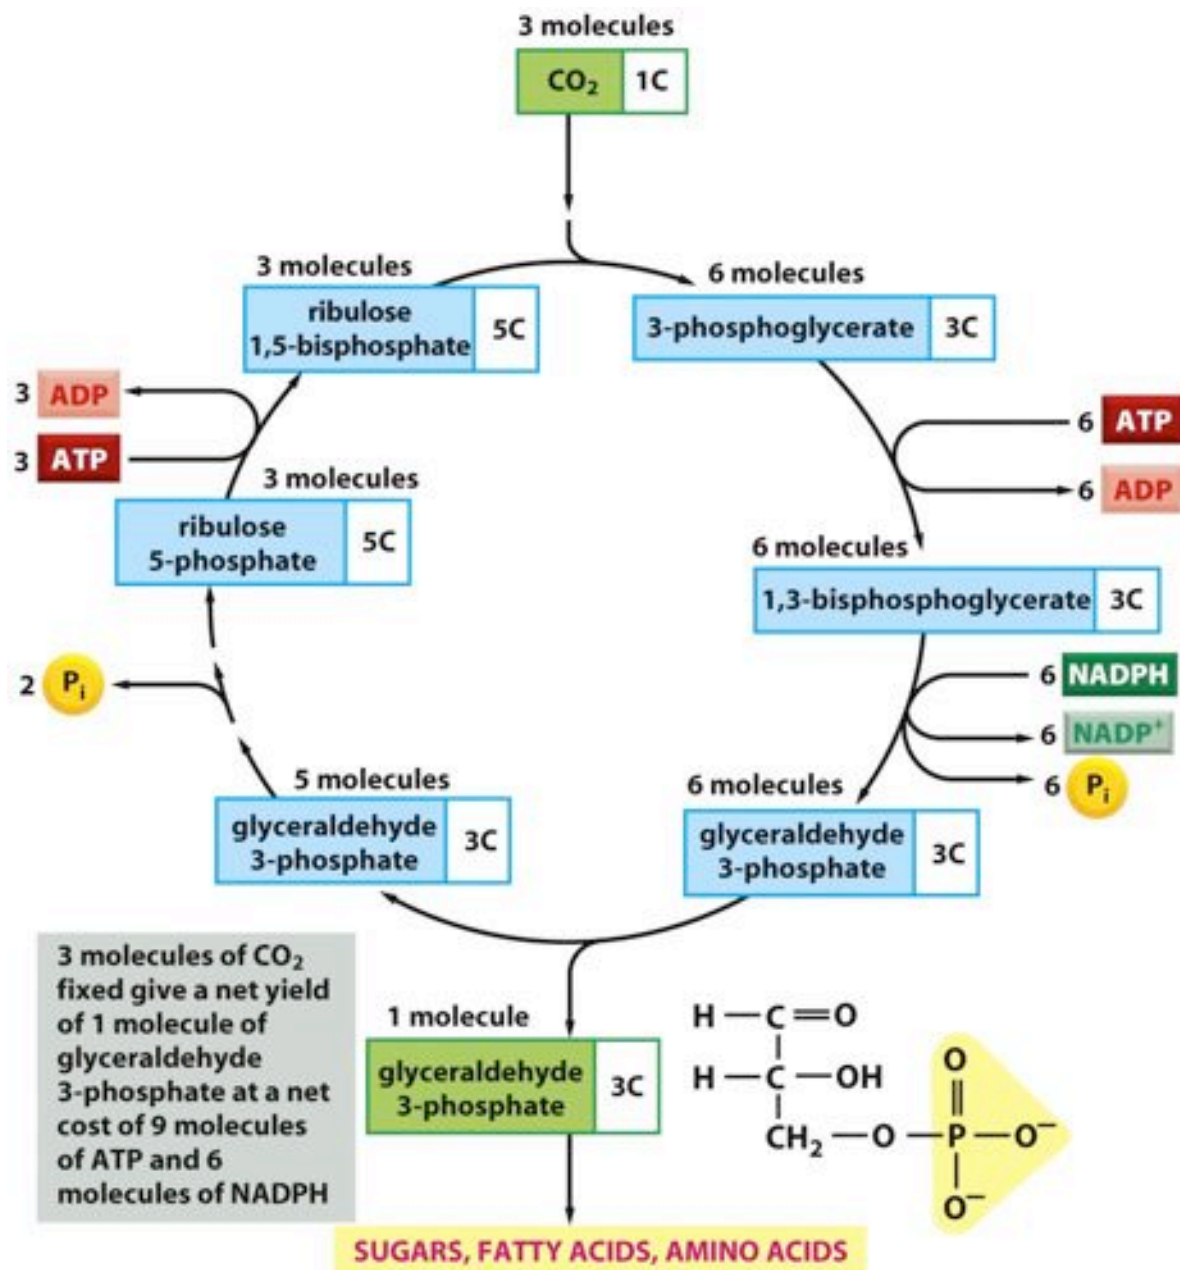 3 molecules
CO₂ 1C
3 molecules
ribulose
1,5-bisphosphate
5C
6 molecules
3-phosphoglycerate 3C
3 ADP
3 ATP
6 ATP
6 ADP
3 molecules
ribulose
5-phosphate
5C
6 molecules
1,3-bisphosphoglycerate 3C
2 Pᵢ
6 NADPH
6 NADP⁺
6 Pᵢ
5 molecules
glyceraldehyde
3-phosphate
3C
6 molecules
glyceraldehyde
3-phosphate
3C
3 molecules of CO₂
fixed give a net yield
of 1 molecule of
glyceraldehyde
3-phosphate at a net
cost of 9 molecules
of ATP and 6
molecules of NADPH
1 molecule
glyceraldehyde
3-phosphate
3C
H—C=O
H—C—OH
CH₂—O—P—O⁻
O
O⁻
SUGARS, FATTY ACIDS, AMINO ACIDS